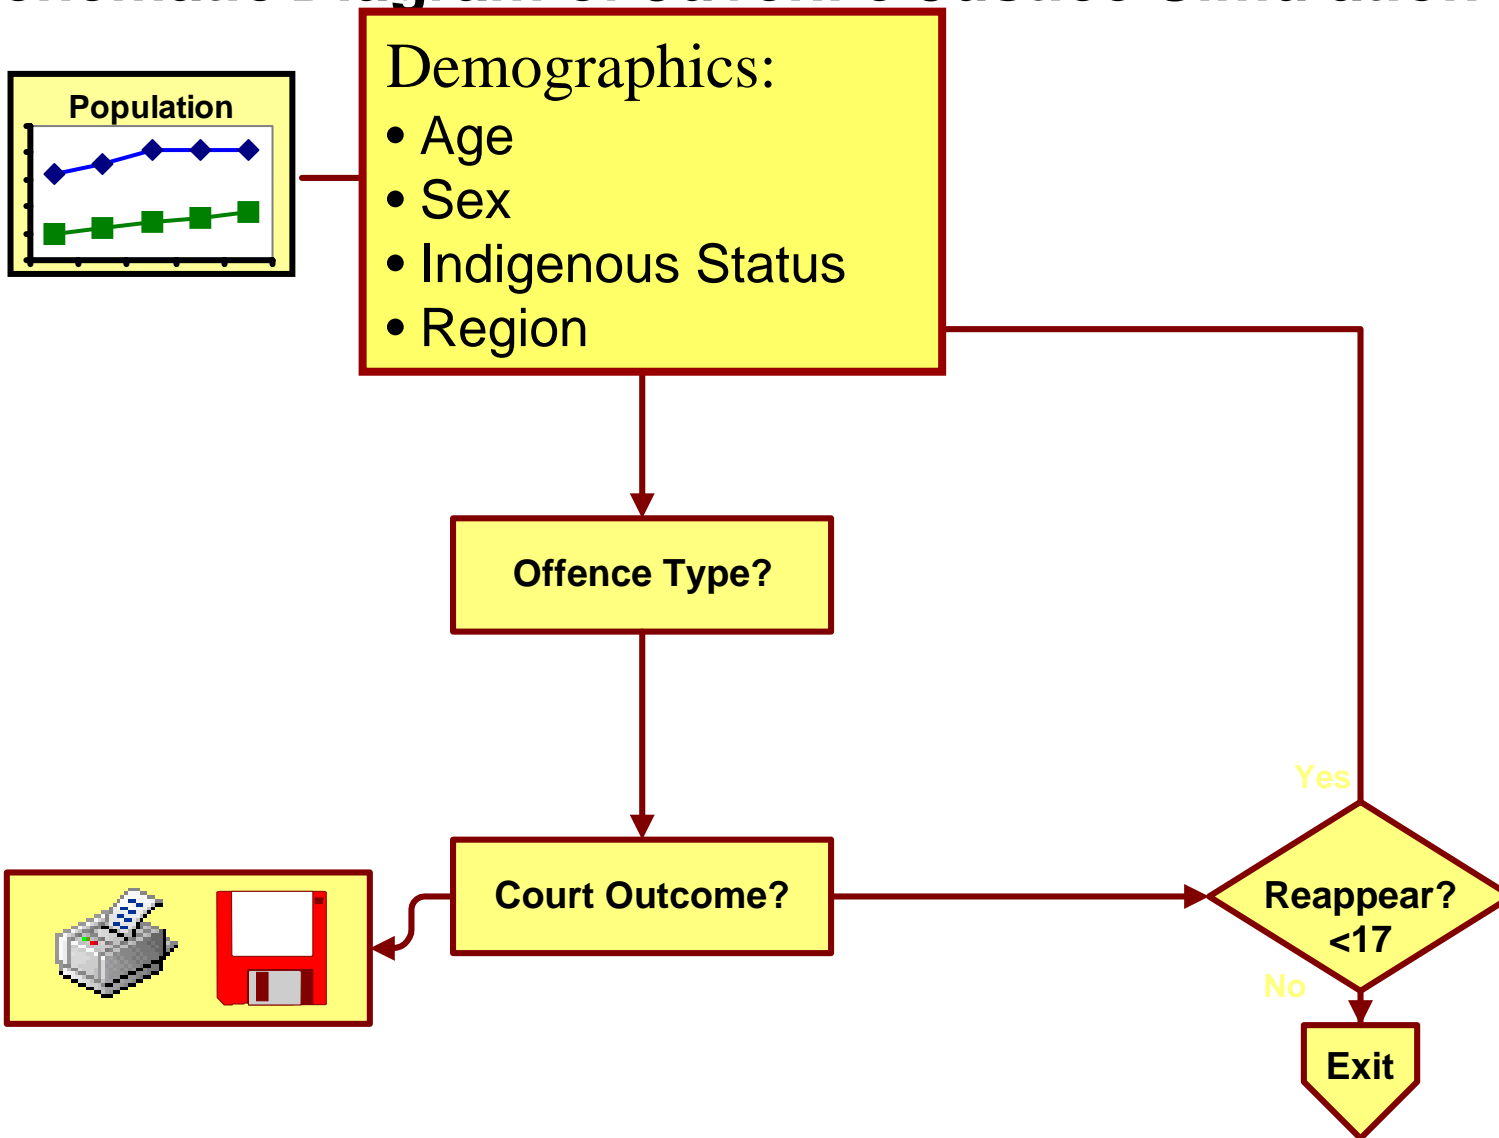 Population
Demographics:
• Age
• Sex
• Indigenous Status
• Region
Offence Type?
Yes
Court Outcome?
Reappear?
<17
No
Exit